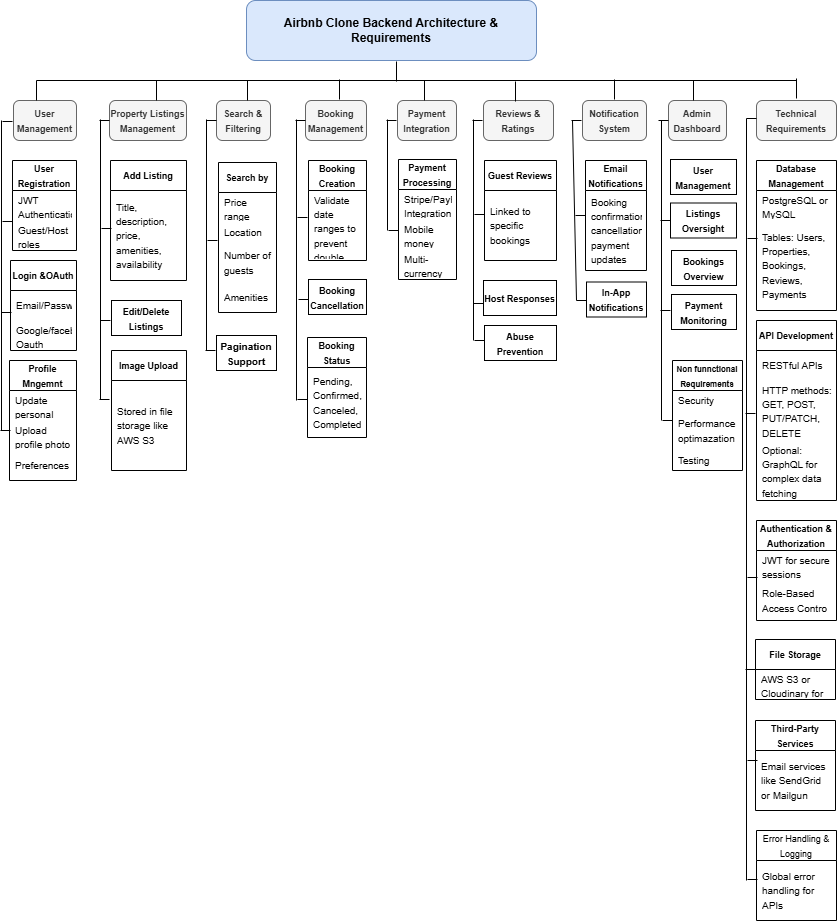 Airbnb Clone Backend Architecture &
Requirements
User
Management
User
Registration
JWT
Guest/Host
roles
Login &OAuth
Oauth
Profile
Mngemnt
Update
personal
Upload
profile photo
Preferences
Property Listings
Management
Add Listing
Title,
description,
price,
amenities,
availability
Edit/Delete
Listings
Image Upload
Stored in file
storage like
AWS S3
Search &
Filtering
Search by
Price
range
Location
Number of
guests
Amenities
Pagination
Support
Booking
Management
Booking
Creation
Validate
date
ranges to
prevent
double
Booking
Cancellation
Booking
Status
Pending,
Confirmed,
Canceled,
Completed
Payment
Integration
Payment
Processing
Integration
Mobile
money
Multi-
currency
Reviews &
Ratings
Guest Reviews
Linked to
specific
bookings
Host Responses
Abuse
Prevention
Notification
System
Email
Notifications
Booking
payment
updates
In-App
Notifications
Admin
Dashboard
User
Management
Listings
Oversight
Bookings
Overview
Payment
Monitoring
Non funnctional
Requirements
Security
Performance
optimazation
Testing
Technical
Requirements
Database
Management
PostgreSQL or
MySQL
Tables: Users,
Properties,
Bookings,
Reviews,
Payments
API Development
RESTful APIs
HTTP methods:
GET, POST,
PUT/PATCH,
DELETE
Optional:
GraphQL for
complex data
fetching
Authentication &
Authorization
JWT for secure
sessions
Role-Based
Access Contro
File Storage
AWS S3 or
Cloudinary for
Third-Party
Services
Email services
like SendGrid
or Mailgun
Error Handling &
Logging
Global error
handling for
APIs